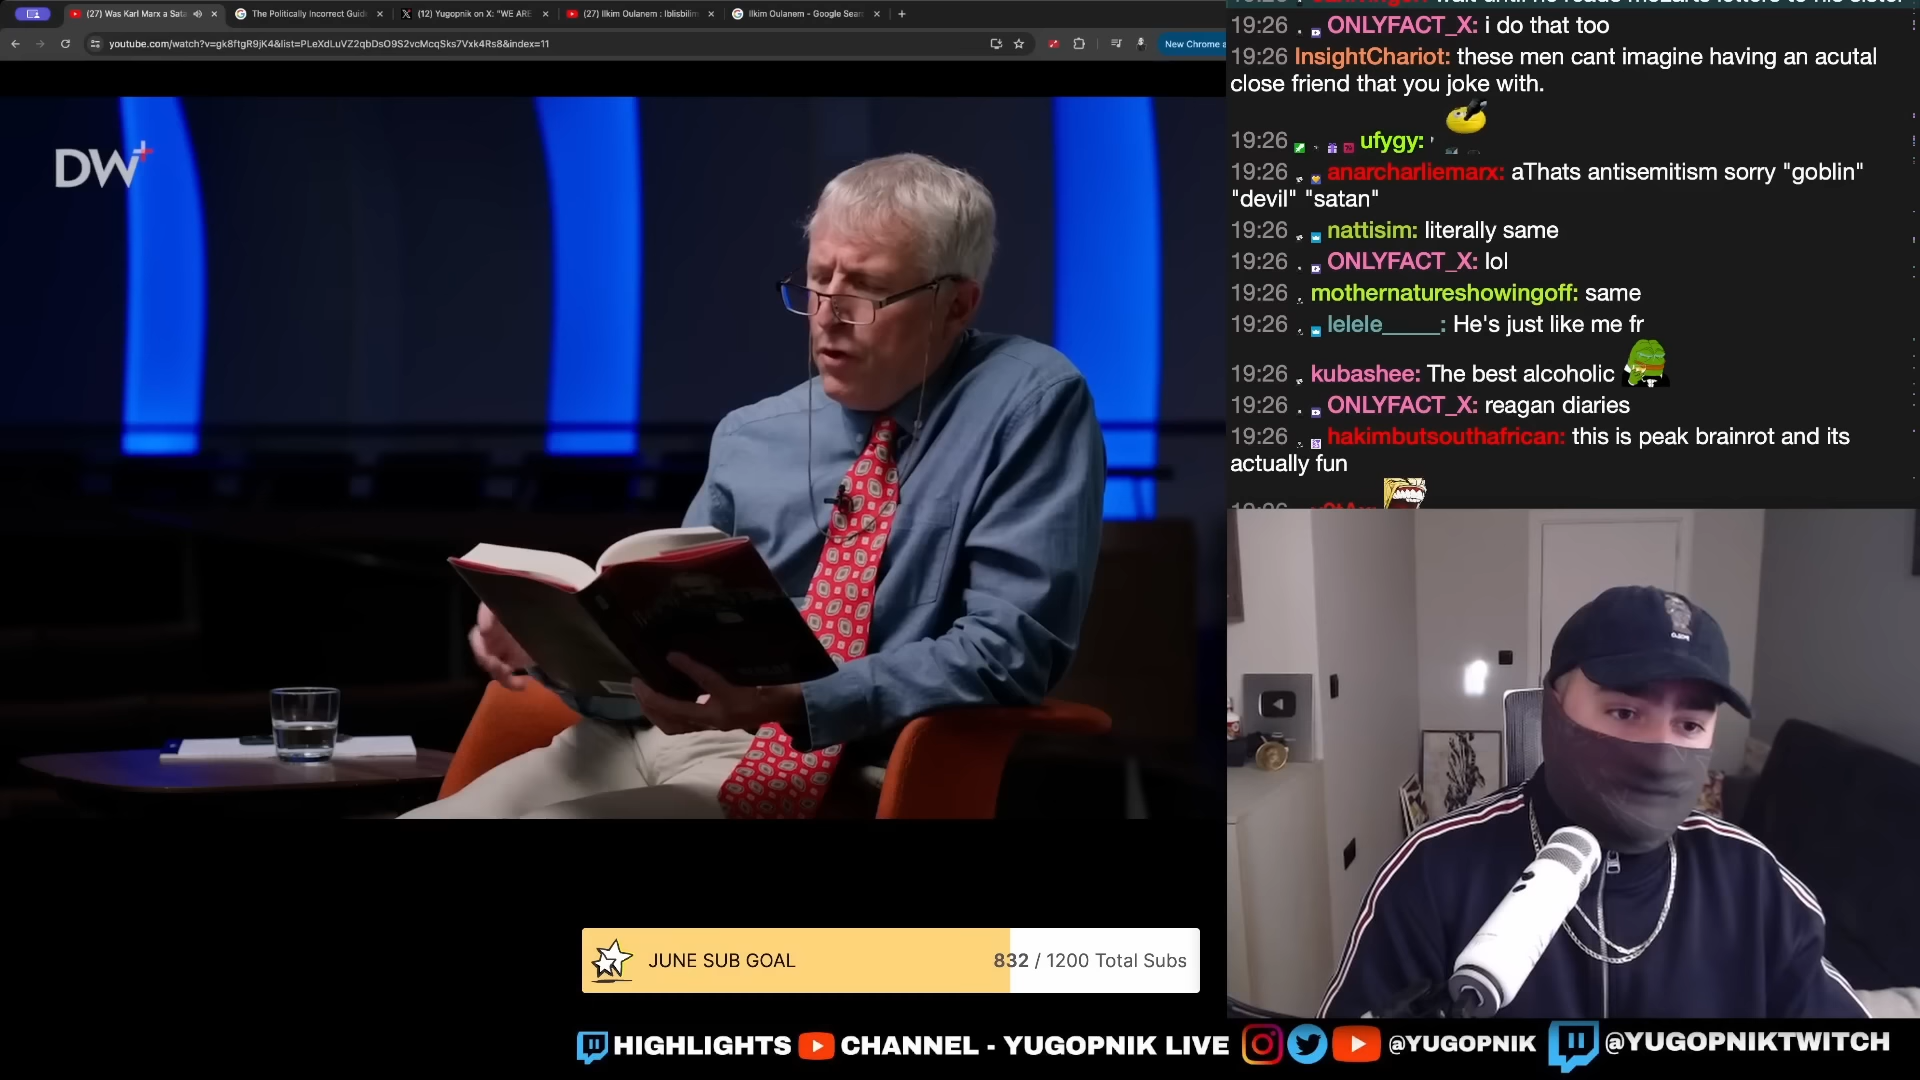 (27) Was Karl Marx a Sata
The Politically Incorrect Guid
(12) Yugopnik on X: "WE ARE
(27) Ilkim Oulanem : Iblisbilim
Ilkim Oulanem - Google Sear
youtube.com/watch?v=gk8ftgR9jK4&list=PLeXdLuVZ2qbDsO9S2vcMcqSks7Vxk4Rs8&index=11
New Chrome a
DW+
19:26 ONLYFACT_X: i do that too
19:26 InsightChariot: these men cant imagine having an acutal
close friend that you joke with.
19:26 ufygy:
19:26 anarcharliemarx: aThats antisemitism sorry "goblin"
"devil" "satan"
19:26 nattisim: literally same
19:26 ONLYFACT_X: lol
19:26 mothernatureshowingoff: same
19:26 lelele_____: He's just like me fr
19:26 kubashee: The best alcoholic
19:26 ONLYFACT_X: reagan diaries
19:26 hakimbutsouthafrican: this is peak brainrot and its
actually fun
JUNE SUB GOAL
832 / 1200 Total Subs
HIGHLIGHTS CHANNEL - YUGOPNIK LIVE @YUGOPNIK @YUGOPNIKTWITCH